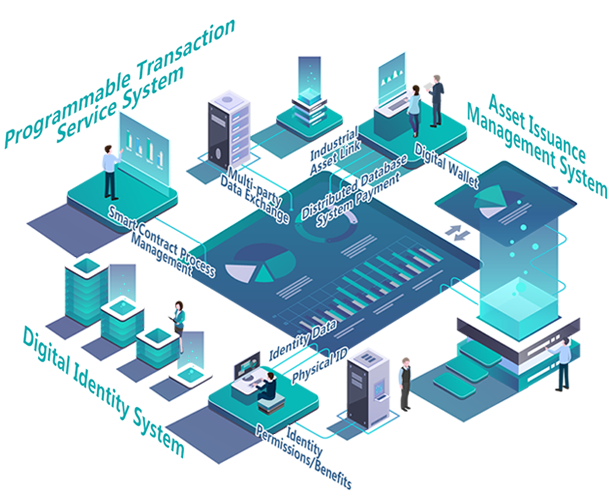 Programmable Transaction
Service System
Asset Issuance
Management System
Industrial
Asset Link
Digital Wallet
Multi-party
Data Exchange
Distributed Database
System Payment
Smart Contract Process
Management
Digital Identity System
Identity Data
Physical ID
Identity
Permissions/Benefits